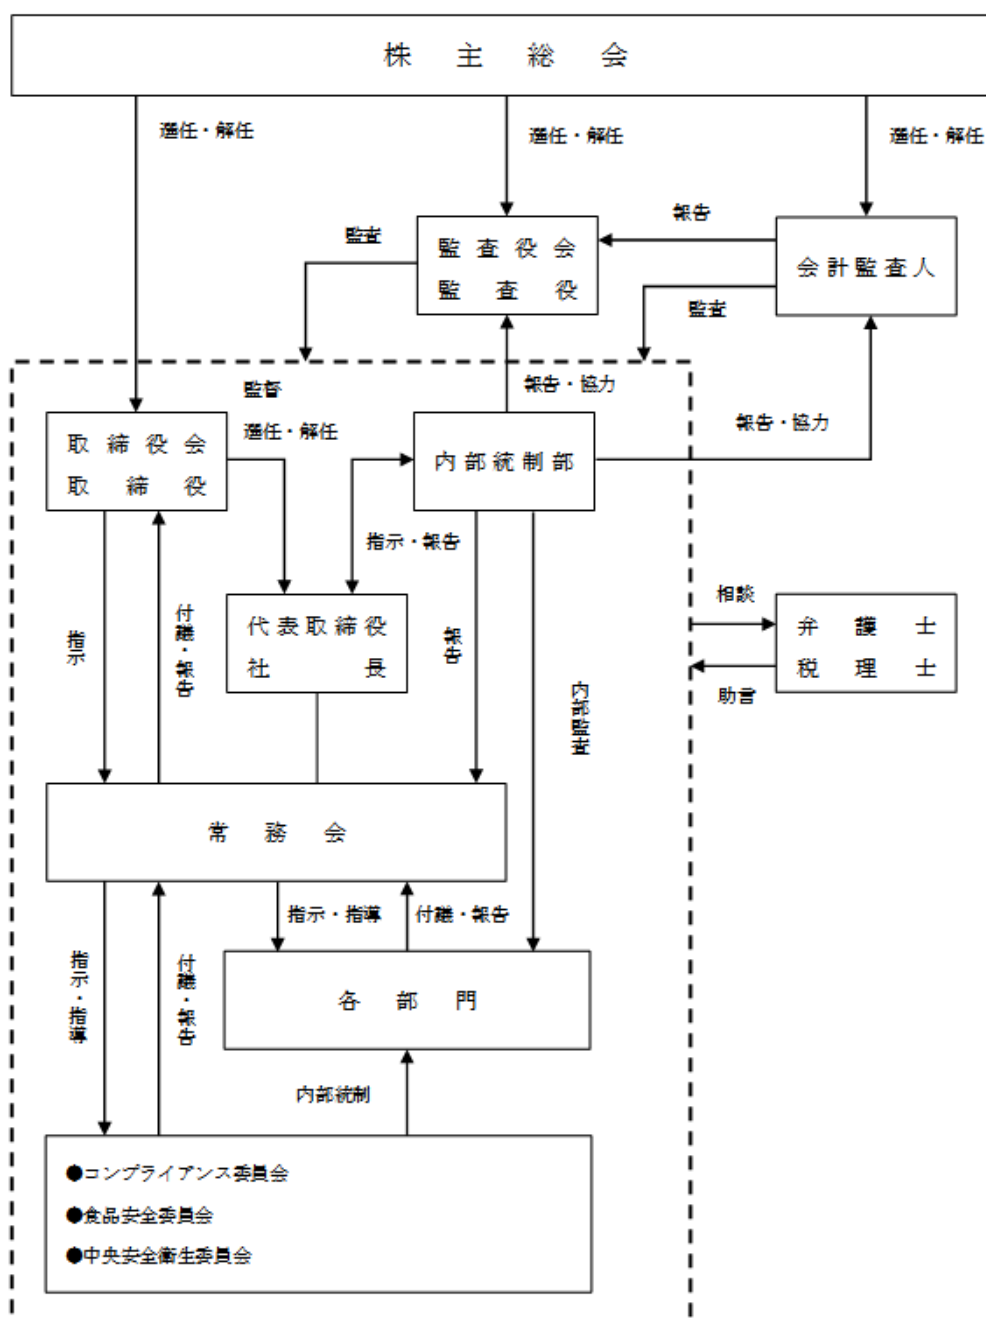 株主総会
選任・解任
選任・解任
選任・解任
報告
監査
監査役会
監査役
会計監査人
監査
監督
報告・協力
選任・解任
報告・協力
取締役会
取締役
内部統制部
指示・報告
相談
代表取締役
社長
弁護士
税理士
助言
指示
付議・報告
報告
内部監査
常務会
指示・指導
付議・報告
指示・指導
付議・報告
各部門
内部統制
●コンプライアンス委員会
●食品安全委員会
●中央安全衛生委員会